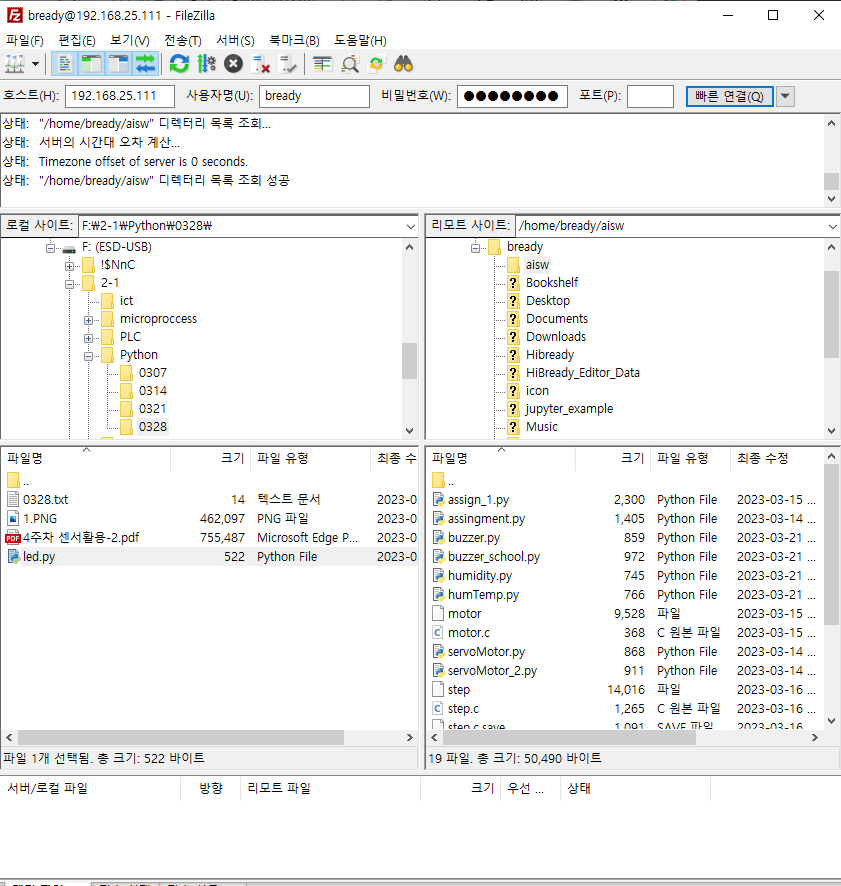 bready@192.168.25.111 - FileZilla
파일(F) 편집(E) 보기(V) 전송(T) 서버(S) 북마크(B) 도움말(H)
호스트(H): 192.168.25.111 사용자명(U): bready 비밀번호(W): ●●●●●●●● 포트(P): 빠른 연결(Q)
상태: "/home/bready/aisw" 디렉터리 목록 조회...
상태: 서버의 시간대 오차 계산...
상태: Timezone offset of server is 0 seconds.
상태: "/home/bready/aisw" 디렉터리 목록 조회 성공
로컬 사이트: F:₩2-1₩Python₩0328₩
F: (ESD-USB)
!$NnC
2-1
ict
microproccess
PLC
Python
0307
0314
0321
0328
리모트 사이트: /home/bready/aisw
bready
aisw
Bookshelf
Desktop
Documents
Downloads
Hibready
HiBready_Editor_Data
icon
jupyter_example
Music
파일명 크기 파일 유형 최종 수
..
0328.txt 14 텍스트 문서 2023-0
1.PNG 462,097 PNG 파일 2023-0
4주차 센서활용-2.pdf 755,487 Microsoft Edge P... 2023-0
led.py 522 Python File 2023-0
파일 1개 선택됨. 총 크기: 522 바이트
파일명 크기 파일 유형 최종 수정
..
assign_1.py 2,300 Python File 2023-03-15 ...
assingment.py 1,405 Python File 2023-03-14 ...
buzzer.py 859 Python File 2023-03-21 ...
buzzer_school.py 972 Python File 2023-03-21 ...
humidity.py 745 Python File 2023-03-21 ...
humTemp.py 766 Python File 2023-03-21 ...
motor 9,528 파일 2023-03-15 ...
motor.c 368 C 원본 파일 2023-03-15 ...
servoMotor.py 868 Python File 2023-03-14 ...
servoMotor_2.py 911 Python File 2023-03-14 ...
step 14,016 파일 2023-03-16 ...
step.c 1,265 C 원본 파일 2023-03-16 ...
step.c.save 1,091 SAVE 파일 2023-03-16 ...
19 파일. 총 크기: 50,490 바이트
서버/로컬 파일 방향 리모트 파일 크기 우선 ... 상태